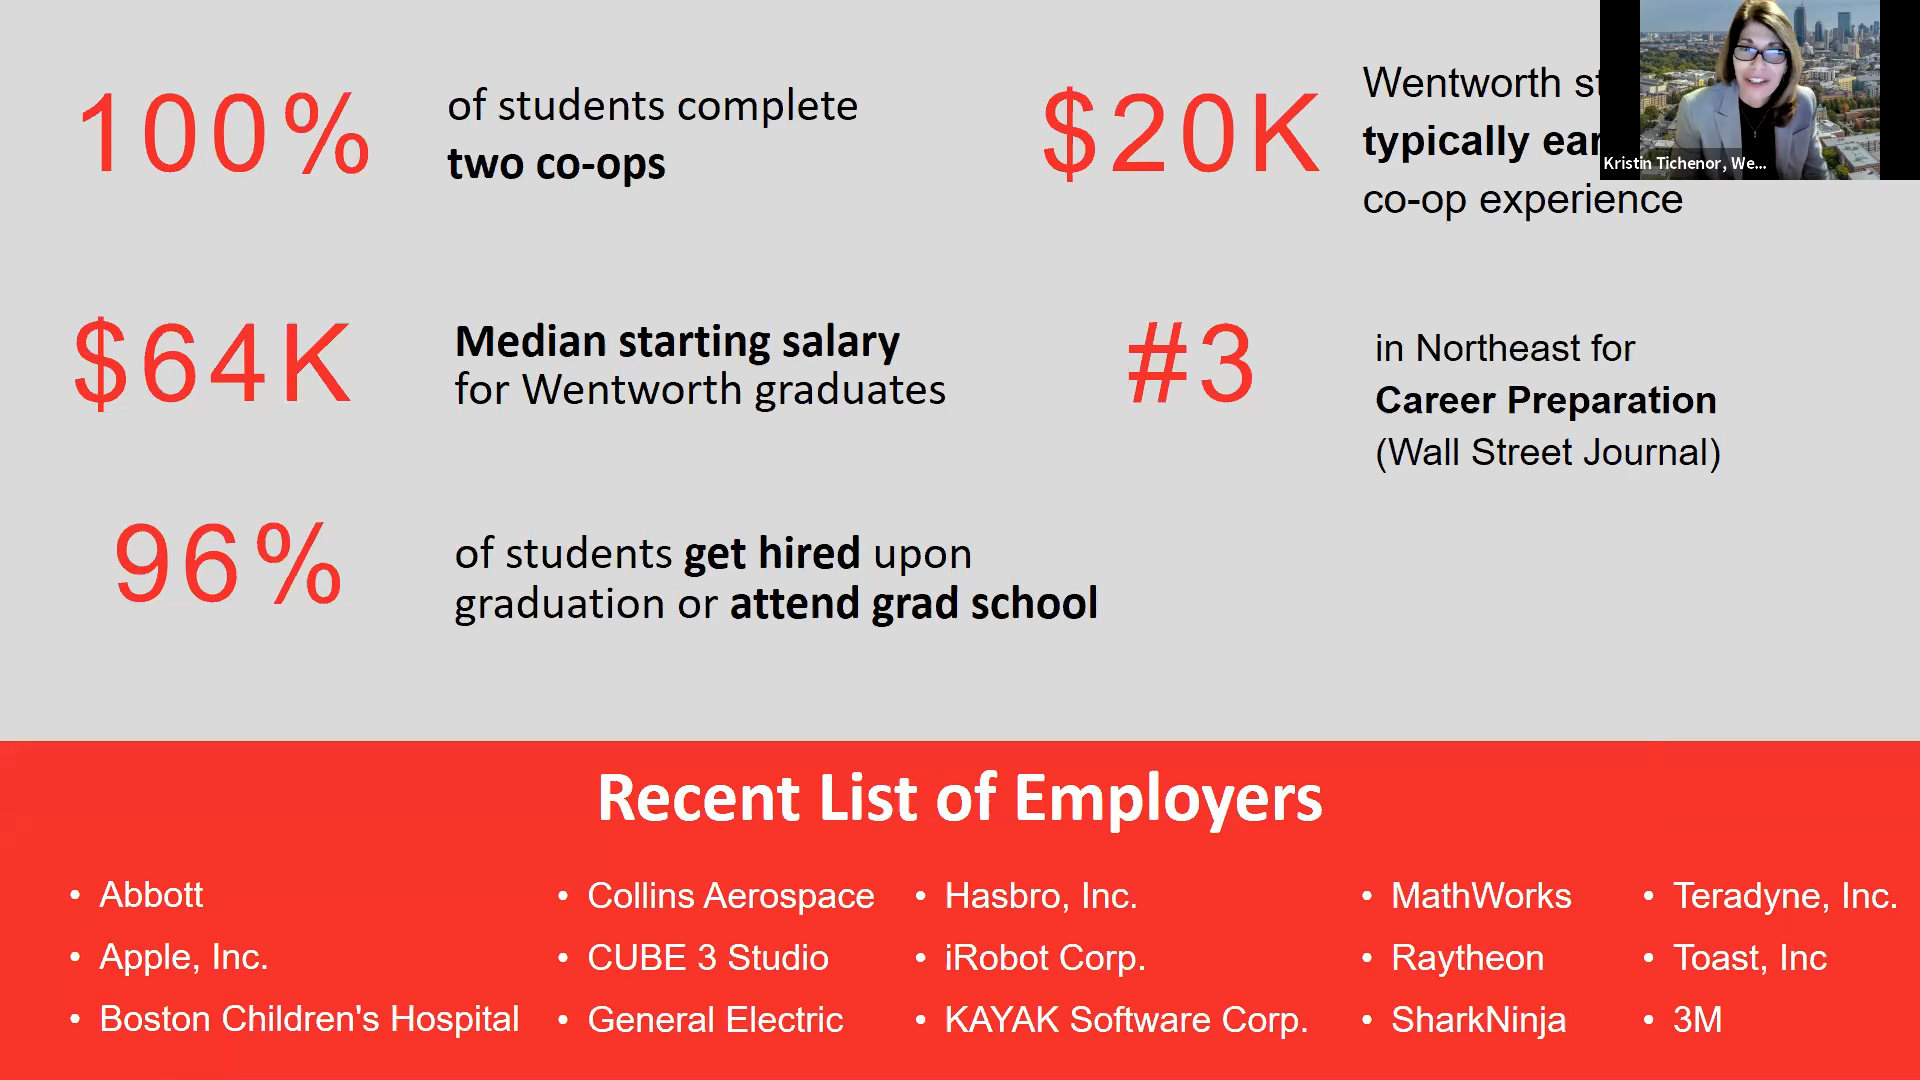 100%
of students complete
two co-ops
$20K
Wentworth
typically
co-op experience
Kristin Tichenor, We...
$64K
Median starting salary
for Wentworth graduates
#3
in Northeast for
Career Preparation
(Wall Street Journal)
96%
of students get hired upon
graduation or attend grad school
Recent List of Employers
• Abbott
• Apple, Inc.
• Boston Children's Hospital
• Collins Aerospace
• CUBE 3 Studio
• General Electric
• Hasbro, Inc.
• iRobot Corp.
• KAYAK Software Corp.
• MathWorks
• Raytheon
• SharkNinja
• Teradyne, Inc.
• Toast, Inc
• 3M